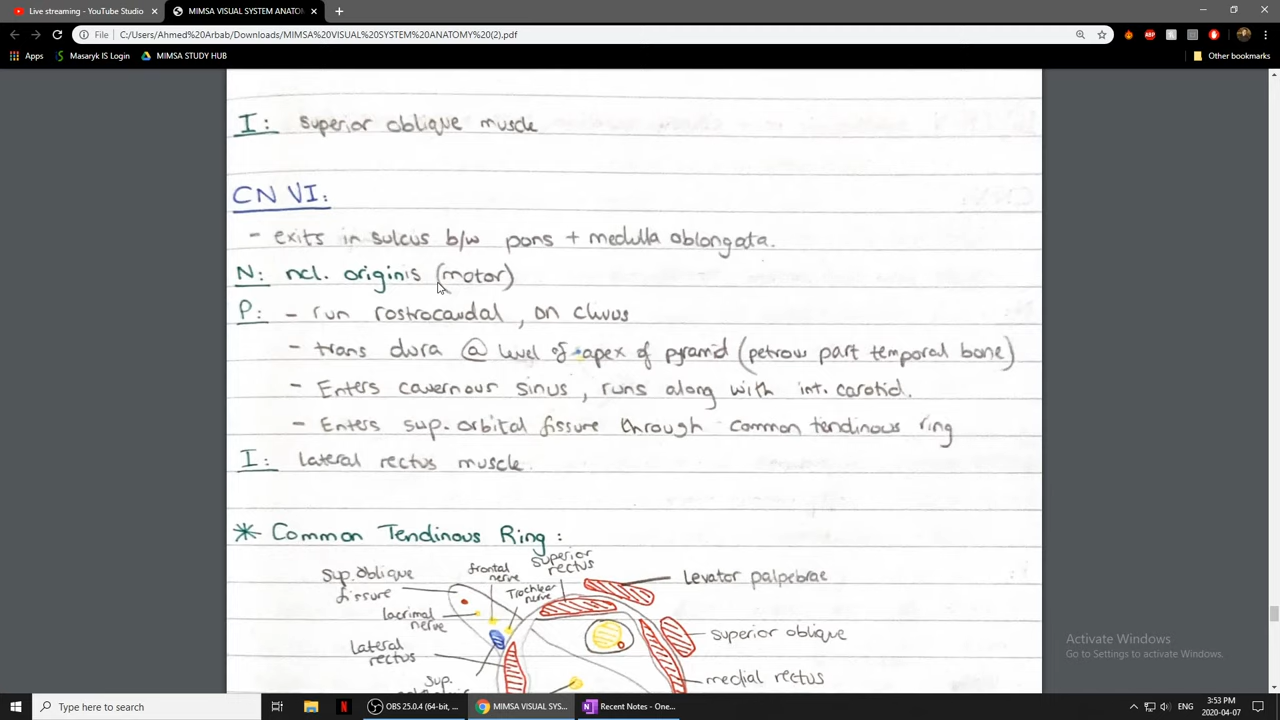 Live streaming - YouTube Studio
MIMSA VISUAL SYSTEM ANATOM
File
C:/Users/Ahmed%20Arbab/Downloads/MIMSA%20VISUAL%20SYSTEM%20ANATOMY%20(2).pdf
ABP
Apps
Masaryk IS Login
MIMSA STUDY HUB
Other bookmarks
I: superior oblique muscle
CN VI:
- exits in sulcus b/w pons + medulla oblongata.
N: ncl. originis (motor)
P: - run rostrocaudal, on clivus
- trans dura @ level of apex of pyramid (petrous part temporal bone)
- Enters cavernous sinus, runs along with int. carotid.
- Enters sup. orbital fissure through common tendinous ring
I: lateral rectus muscle.
* Common Tendinous Ring:
Sup. oblique
fissure
frontal
nerve
superior
rectus
Trochlear
nerve
levator palpebrae
lacrimal
nerve
superior oblique
lateral
rectus
medial rectus
sup.
Activate Windows
Go to Settings to activate Windows.
Type here to search
OBS 25.0.4 (64-bit, ...
MIMSA VISUAL SYS...
Recent Notes - One...
3:53 PM
2020-04-07